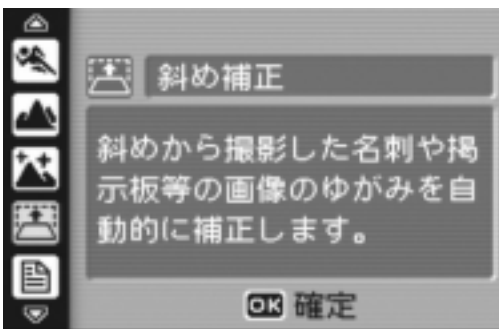 斜め補正
斜めから撮影した名刺や掲
示板等の画像のゆがみを自
動的に補正します。
OK 確定